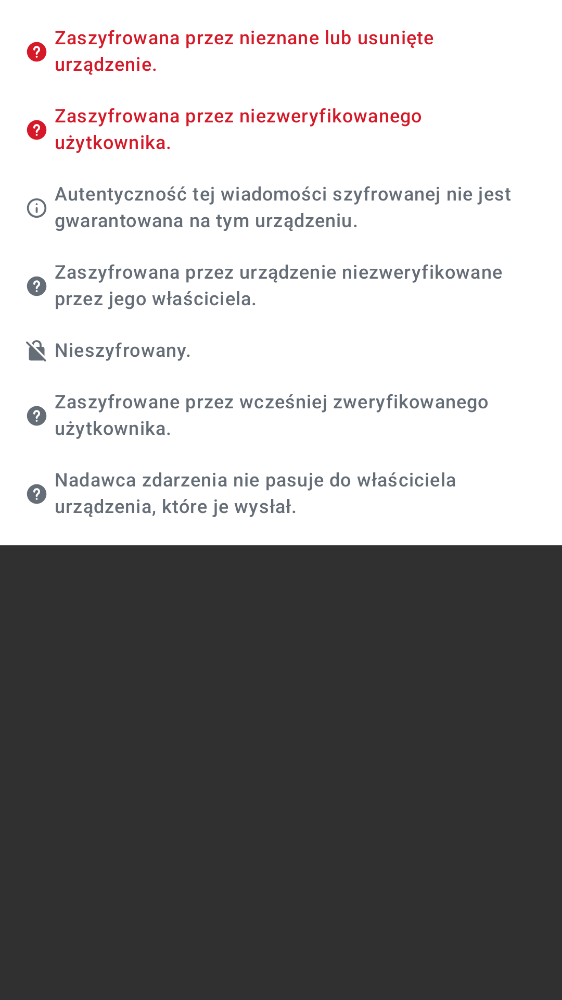 Zaszyfrowana przez nieznane lub usunięte
urządzenie.
Zaszyfrowana przez niezweryfikowanego
użytkownika.
Autentyczność tej wiadomości szyfrowanej nie jest
gwarantowana na tym urządzeniu.
Zaszyfrowana przez urządzenie niezweryfikowane
przez jego właściciela.
Nieszyfrowany.
Zaszyfrowane przez wcześniej zweryfikowanego
użytkownika.
Nadawca zdarzenia nie pasuje do właściciela
urządzenia, które je wysłał.